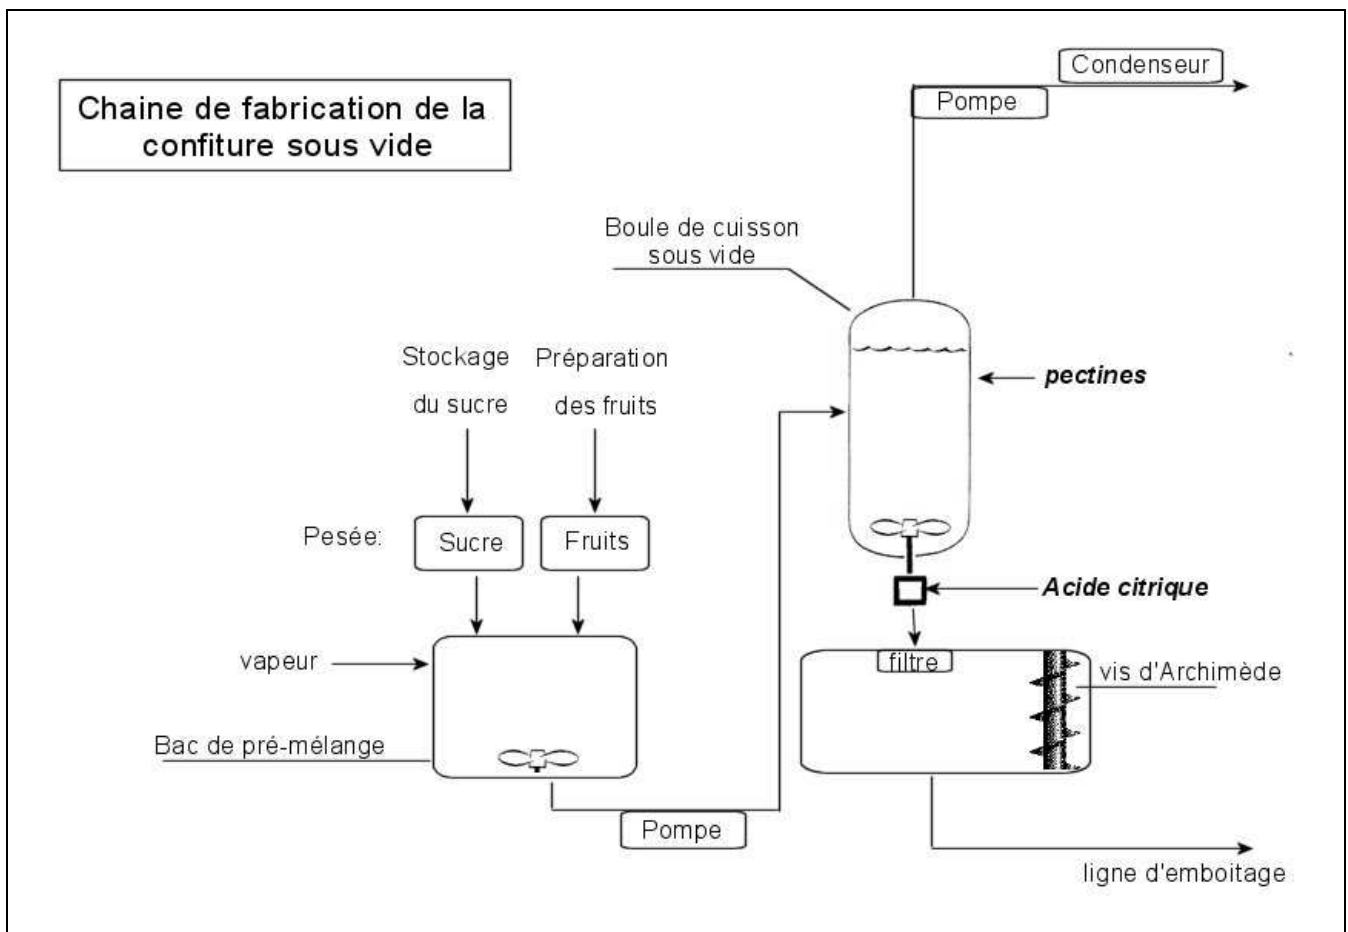 Chaine de fabrication de la
confiture sous vide
Condenseur
Pompe
Boule de cuisson
sous vide
Stockage
du sucre
Préparation
des fruits
pectines
Pesée:
Sucre
Fruits
Acide citrique
vapeur
filtre
vis d'Archimède
Bac de pré-mélange
Pompe
ligne d'emboitage